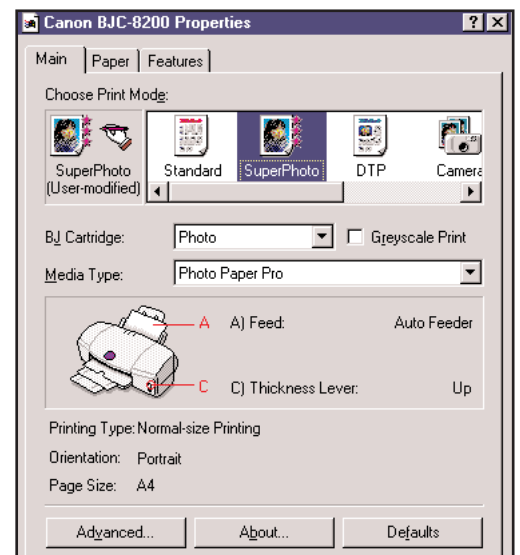 Canon BJC-8200 Properties
Main Paper Features
Choose Print Mode:
SuperPhoto
(User-modified)
Standard SuperPhoto DTP Camera
BJ Cartridge: Photo Greyscale Print
Media Type: Photo Paper Pro
A A) Feed: Auto Feeder
C C) Thickness Lever: Up
Printing Type: Normal-size Printing
Orientation: Portrait
Page Size: A4
Advanced... About... Defaults